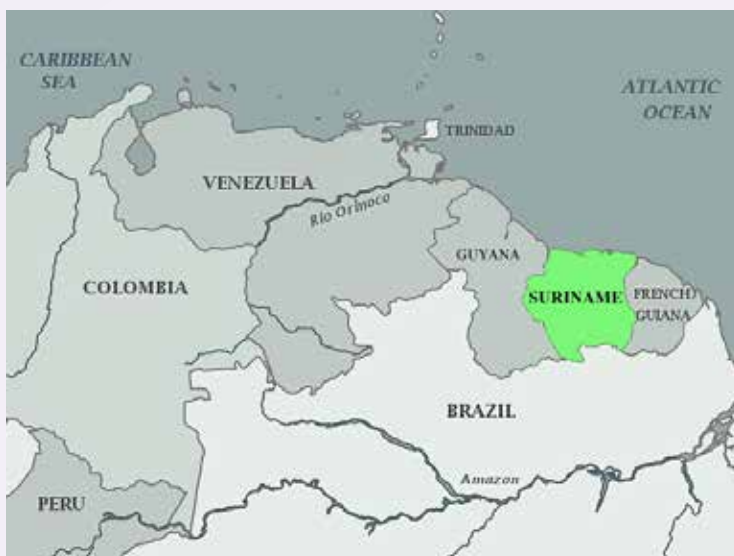 CARIBBEAN
SEA
ATLANTIC
OCEAN
TRINIDAD
VENEZUELA
Rio Orinoco
GUYANA
COLOMBIA
SURINAME
FRENCH
GUIANA
BRAZIL
Amazon
PERU